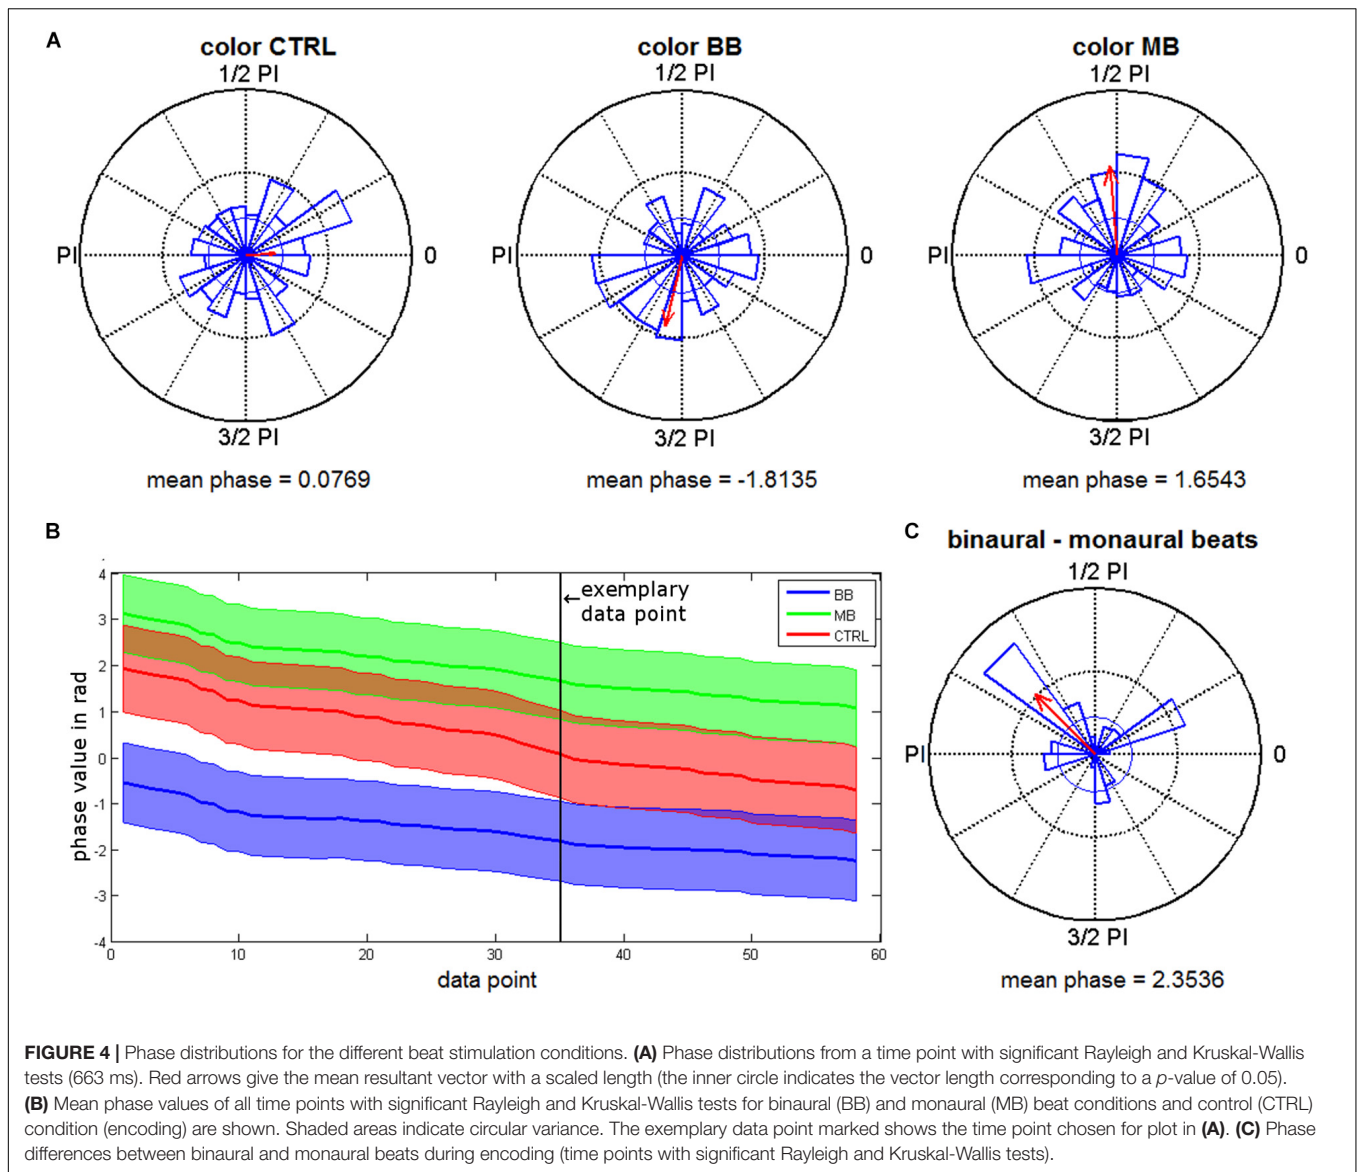 A
color CTRL
1/2 PI
PI
0
3/2 PI
mean phase = 0.0769
color BB
1/2 PI
0
3/2 PI
mean phase = -1.8135
color MB
1/2 PI
PI
0
3/2 PI
mean phase = 1.6543
B
4
3
2
1
0
-1
-2
-3
-4
phase value in rad
0
10
20
30
40
50
60
data point
←exemplary
data point
BB
MB
CTRL
C
binaural - monaural beats
1/2 PI
PI
0
3/2 PI
mean phase = 2.3536
FIGURE 4 | Phase distributions for the different beat stimulation conditions. (A) Phase distributions from a time point with significant Rayleigh and Kruskal-Wallis
tests (663 ms). Red arrows give the mean resultant vector with a scaled length (the inner circle indicates the vector length corresponding to a p-value of 0.05).
(B) Mean phase values of all time points with significant Rayleigh and Kruskal-Wallis tests for binaural (BB) and monaural (MB) beat conditions and control (CTRL)
condition (encoding) are shown. Shaded areas indicate circular variance. The exemplary data point marked shows the time point chosen for plot in (A). (C) Phase
differences between binaural and monaural beats during encoding (time points with significant Rayleigh and Kruskal-Wallis tests).